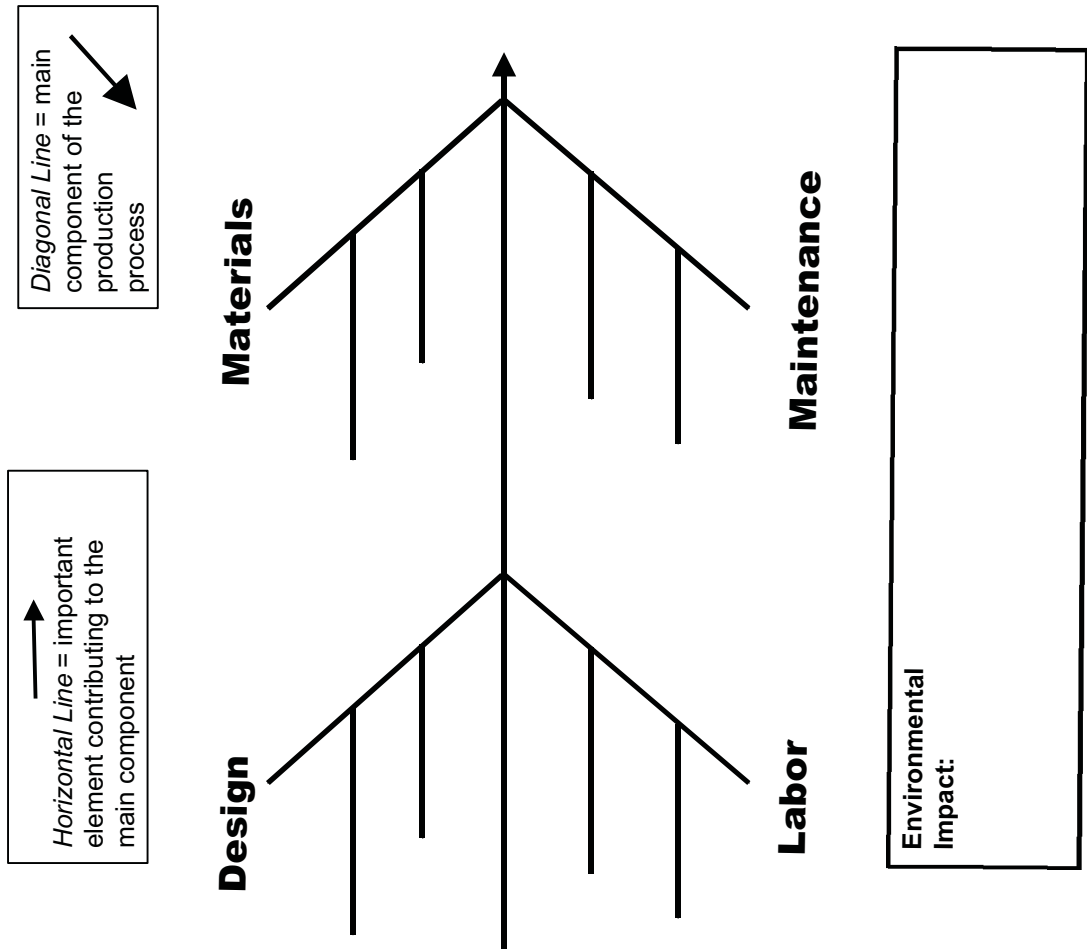 Horizontal Line = important
element contributing to the
main component
Diagonal Line = main
component of the
production
process
Design
Materials
Labor
Maintenance
Environmental
Impact: